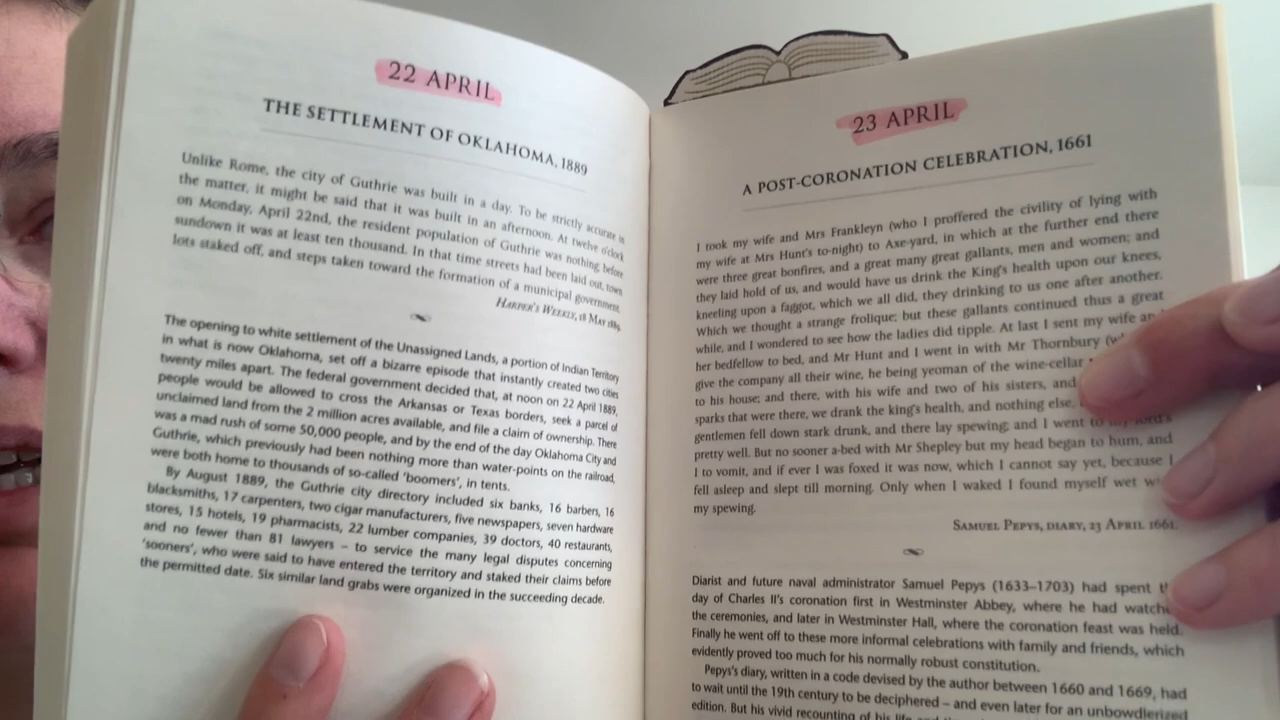 22 APRIL
THE SETTLEMENT OF OKLAHOMA, 1889
Unlike Rome, the city of Guthrie was built in a day. To be strictly accurate in
the matter, it might be said that it was built in an afternoon. At twelve o'clock
on Monday, April 22nd, the resident population of Guthrie was nothing; before
sundown it was at least ten thousand. In that time streets had been laid out, town
lots staked off, and steps taken toward the formation of a municipal government.
HARPER'S WEEKLY, 18 MAY 1889.
The opening to white settlement of the Unassigned Lands, a portion of Indian Territory
in what is now Oklahoma, set off a bizarre episode that instantly created two cities
twenty miles apart. The federal government decided that, at noon on 22 April 1889,
people would be allowed to cross the Arkansas or Texas borders, seek a parcel of
unclaimed land from the 2 million acres available, and file a claim of ownership. There
was a mad rush of some 50,000 people, and by the end of the day Oklahoma City and
Guthrie, which previously had been nothing more than water-points on the railroad,
were both home to thousands of so-called 'boomers', in tents.
By August 1889, the Guthrie city directory included six banks, 16 barbers, 16
blacksmiths, 17 carpenters, two cigar manufacturers, five newspapers, seven hardware
stores, 15 hotels, 19 pharmacists, 22 lumber companies, 39 doctors, 40 restaurants,
and no fewer than 81 lawyers – to service the many legal disputes concerning
'sooners', who were said to have entered the territory and staked their claims before
the permitted date. Six similar land grabs were organized in the succeeding decade.
23 APRIL
A POST-CORONATION CELEBRATION, 1661
I took my wife and Mrs Frankleyn (who I proffered the civility of lying with
my wife at Mrs Hunt's to-night) to Axe-yard, in which at the further end there
were three great bonfires, and a great many great gallants, men and women; and
they laid hold of us, and would have us drink the King's health upon our knees,
kneeling upon a faggot, which we all did, they drinking to us one after another.
Which we thought a strange frolique; but these gallants continued thus a great
while, and I wondered to see how the ladies did tipple. At last I sent my wife
her bedfellow to bed, and Mr Hunt and I went in with Mr Thornbury
give the company all their wine, he being yeoman of the wine-cellar
to his house; and there, with his wife and two of his sisters, and
sparks that were there, we drank the king's health, and nothing else,
gentlemen fell down stark drunk, and there lay spewing; and I went to
pretty well. But no sooner a-bed with Mr Shepley but my head began to hum, and
I to vomit, and if ever I was foxed it was now, which I cannot say yet, because I
fell asleep and slept till morning. Only when I waked I found myself wet
my spewing.
SAMUEL PEPYS, DIARY, 23 APRIL 1661.
Diarist and future naval administrator Samuel Pepys (1633–1703) had spent
day of Charles II's coronation first in Westminster Abbey, where he had
the ceremonies, and later in Westminster Hall, where the coronation feast was held.
Finally he went off to these more informal celebrations with family and friends, which
evidently proved too much for his normally robust constitution.
Pepys's diary, written in a code devised by the author between 1660 and 1669, had
to wait until the 19th century to be deciphered – and even later for an unbowdlerized
edition. But his vivid recounting of his life